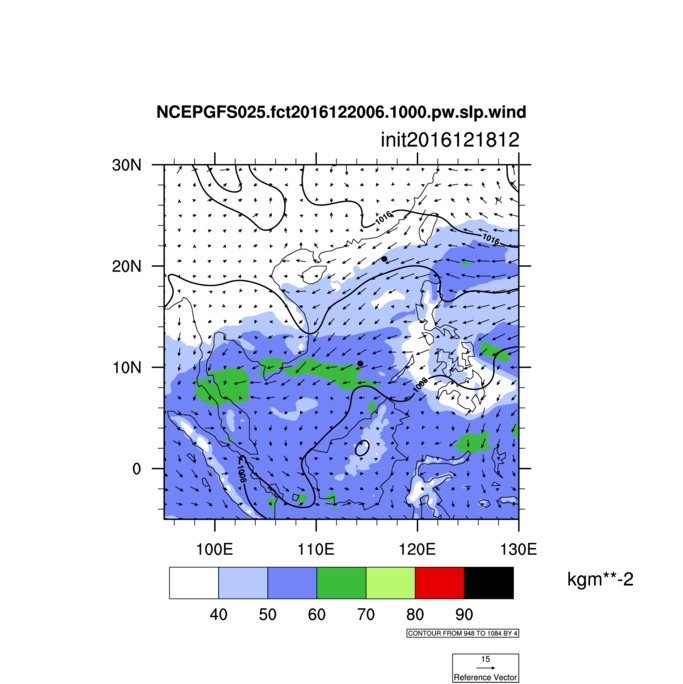 NCEPGFS025.fct2016122006.1000.pw.slp.wind
init2016121812
30N
1016
1016
20N
10N
1008
1008
0
100E 110E 120E 130E
kgm**-2
40 50 60 70 80 90
CONTOUR FROM 948 TO 1084 BY 4
15
Reference Vector